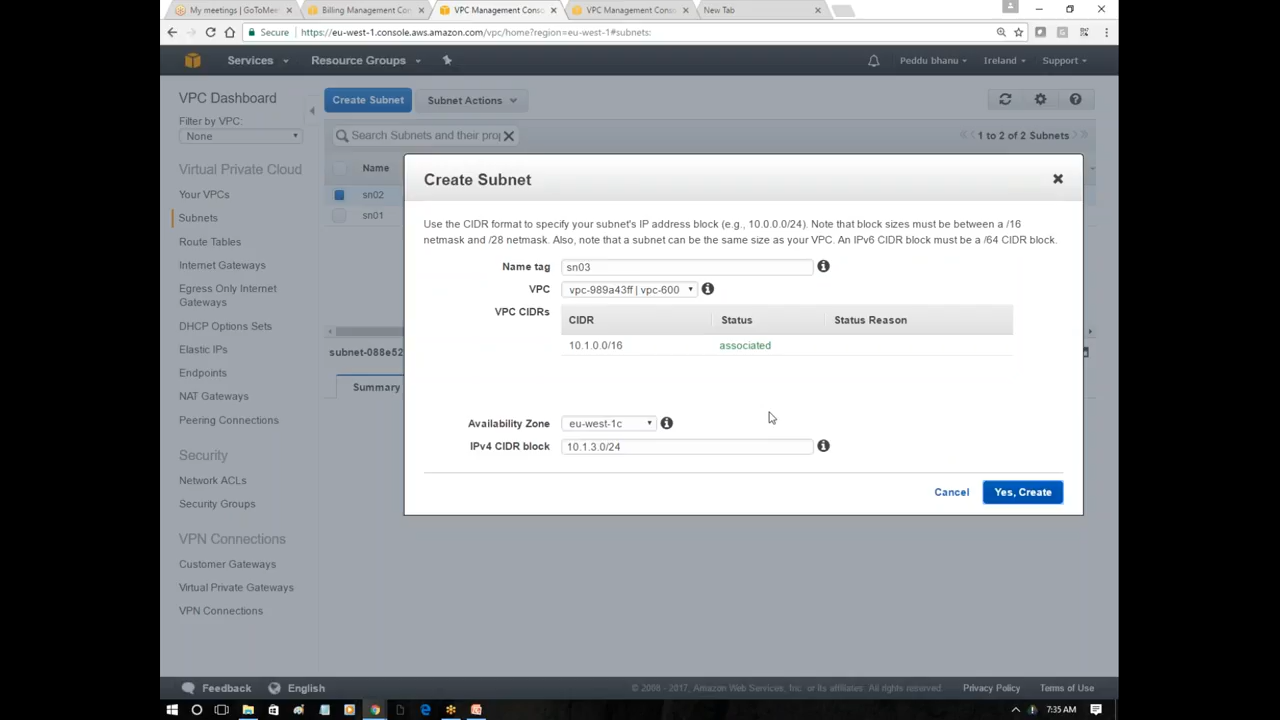 My meetings | GoToMee
Billing Management Con
VPC Management Conso
VPC Management Conso
New Tab
Secure
https://eu-west-1.console.aws.amazon.com/vpc/home?region=eu-west-1#subnets:
Services
Resource Groups
Peddu bhanu
Ireland
Support
VPC Dashboard
Filter by VPC:
None
Virtual Private Cloud
Your VPCs
Subnets
Route Tables
Internet Gateways
Egress Only Internet
Gateways
DHCP Options Sets
Elastic IPs
Endpoints
NAT Gateways
Peering Connections
Security
Network ACLs
Security Groups
VPN Connections
Customer Gateways
Virtual Private Gateways
VPN Connections
Create Subnet
Subnet Actions
Search Subnets and their prop
1 to 2 of 2 Subnets
Name
sn02
sn01
subnet-088e52
Summary
Create Subnet
Use the CIDR format to specify your subnet's IP address block (e.g., 10.0.0.0/24). Note that block sizes must be between a /16
netmask and /28 netmask. Also, note that a subnet can be the same size as your VPC. An IPv6 CIDR block must be a /64 CIDR block.
Name tag sn03
VPC vpc-989a43ff | vpc-600
VPC CIDRs
CIDR Status Status Reason
10.1.0.0/16 associated
Availability Zone eu-west-1c
IPv4 CIDR block 10.1.3.0/24
Cancel Yes, Create
Feedback English
© 2008 - 2017, Amazon Web Services, Inc. or its affiliates. All rights reserved.
Privacy Policy Terms of Use
7:35 AM